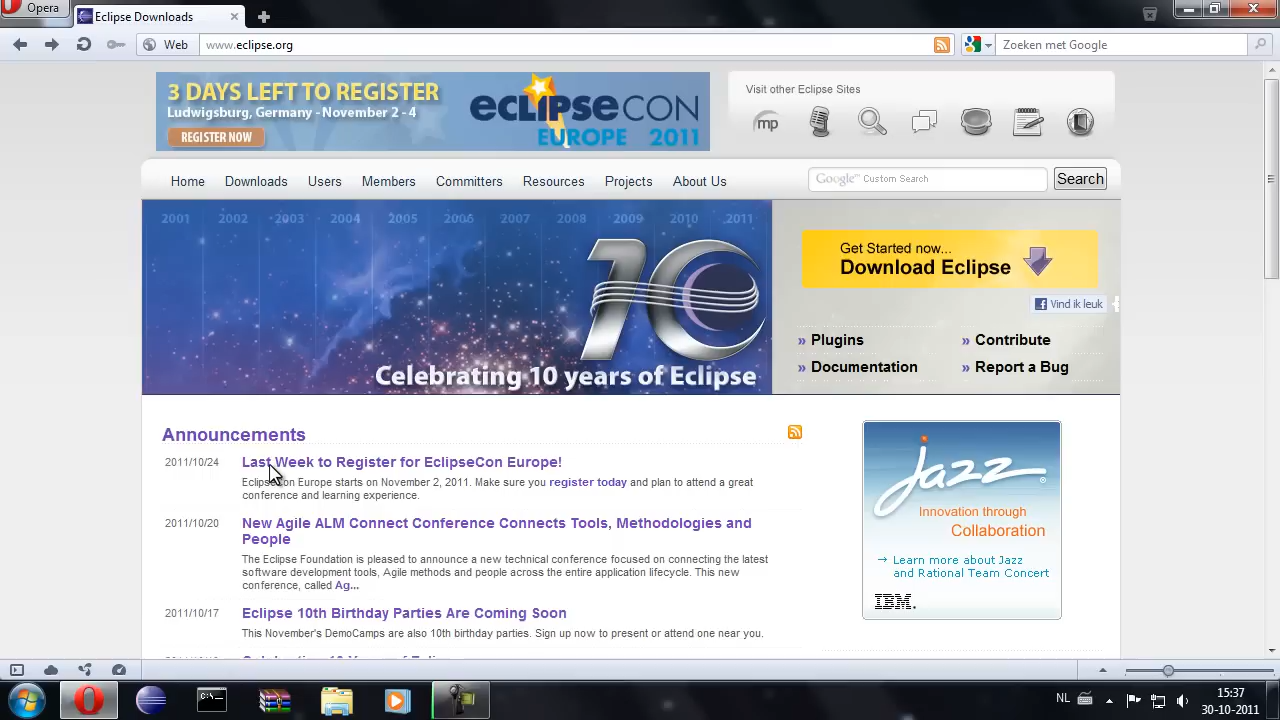 Opera
Eclipse Downloads
Web
www.eclipse.org
Zoeken met Google
3 DAYS LEFT TO REGISTER
Ludwigsburg, Germany - November 2 - 4
REGISTER NOW
eclipsecon
EUROPE 2011
Visit other Eclipse Sites
mp
Home
Downloads
Users
Members
Committers
Resources
Projects
About Us
Google™ Custom Search
Search
2001 2002 2003 2004 2005 2006 2007 2008 2009 2010 2011
10
Celebrating 10 years of Eclipse
Get Started now...
Download Eclipse
Vind ik leuk
» Plugins
» Contribute
» Documentation
» Report a Bug
Announcements
2011/10/24
Last Week to Register for EclipseCon Europe!
EclipseCon Europe starts on November 2, 2011. Make sure you register today and plan to attend a great
conference and learning experience.
2011/10/20
New Agile ALM Connect Conference Connects Tools, Methodologies and
People
The Eclipse Foundation is pleased to announce a new technical conference focused on connecting the latest
software development tools, Agile methods and people across the entire application lifecycle. This new
conference, called Ag...
2011/10/17
Eclipse 10th Birthday Parties Are Coming Soon
This November's DemoCamps are also 10th birthday parties. Sign up now to present or attend one near you.
jazz®
Innovation through
Collaboration
→ Learn more about Jazz
and Rational Team Concert
IBM.
NL
15:37
30-10-2011